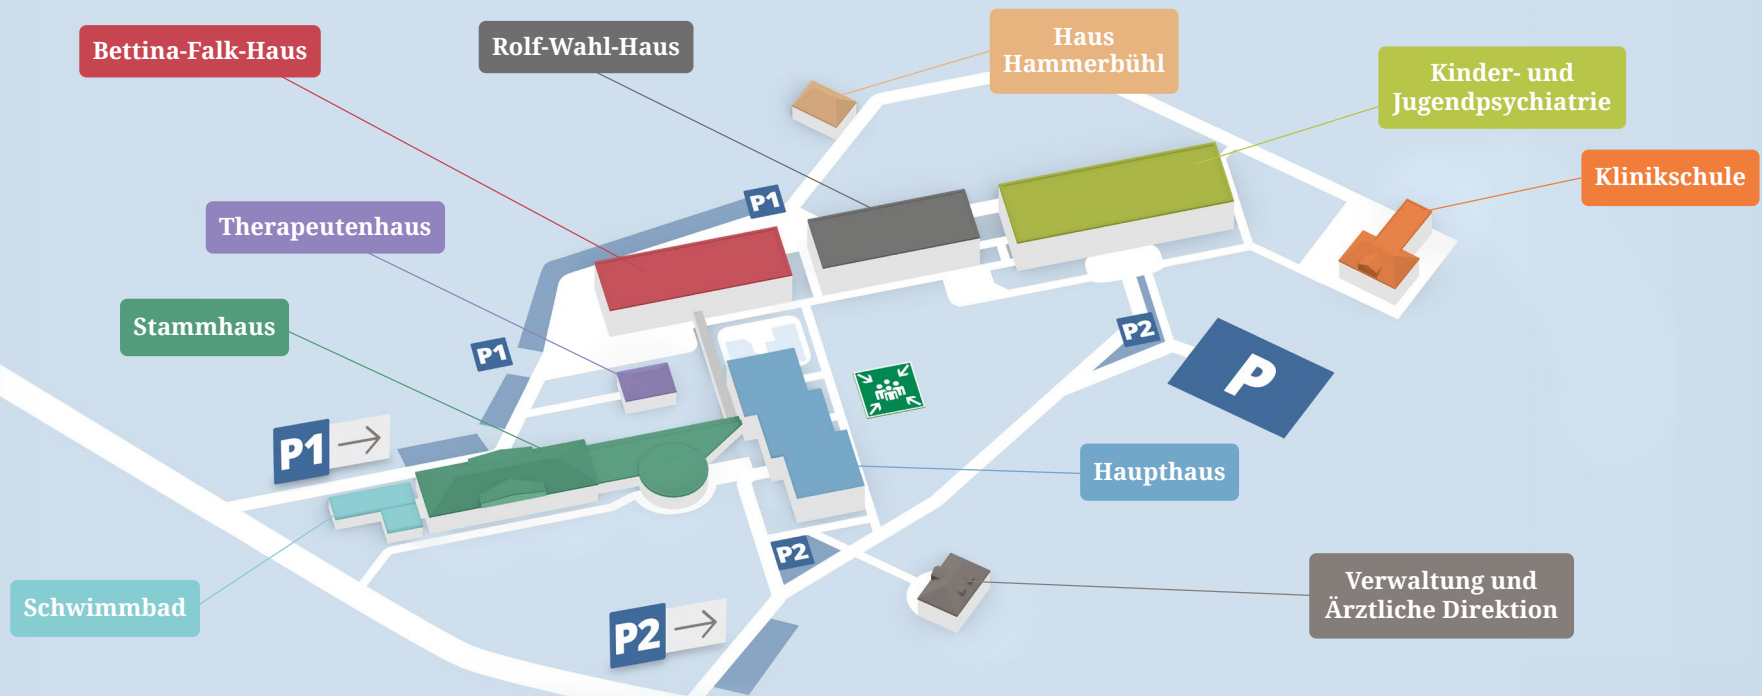 Bettina-Falk-Haus
Rolf-Wahl-Haus
Haus
Hammerbühl
Kinder- und
Jugendpsychiatrie
Klinikschule
P1
Therapeutenhaus
Stammhaus
P1
P2
P
P1
Haupthaus
P2
Schwimmbad
P2
Verwaltung und
Ärztliche Direktion